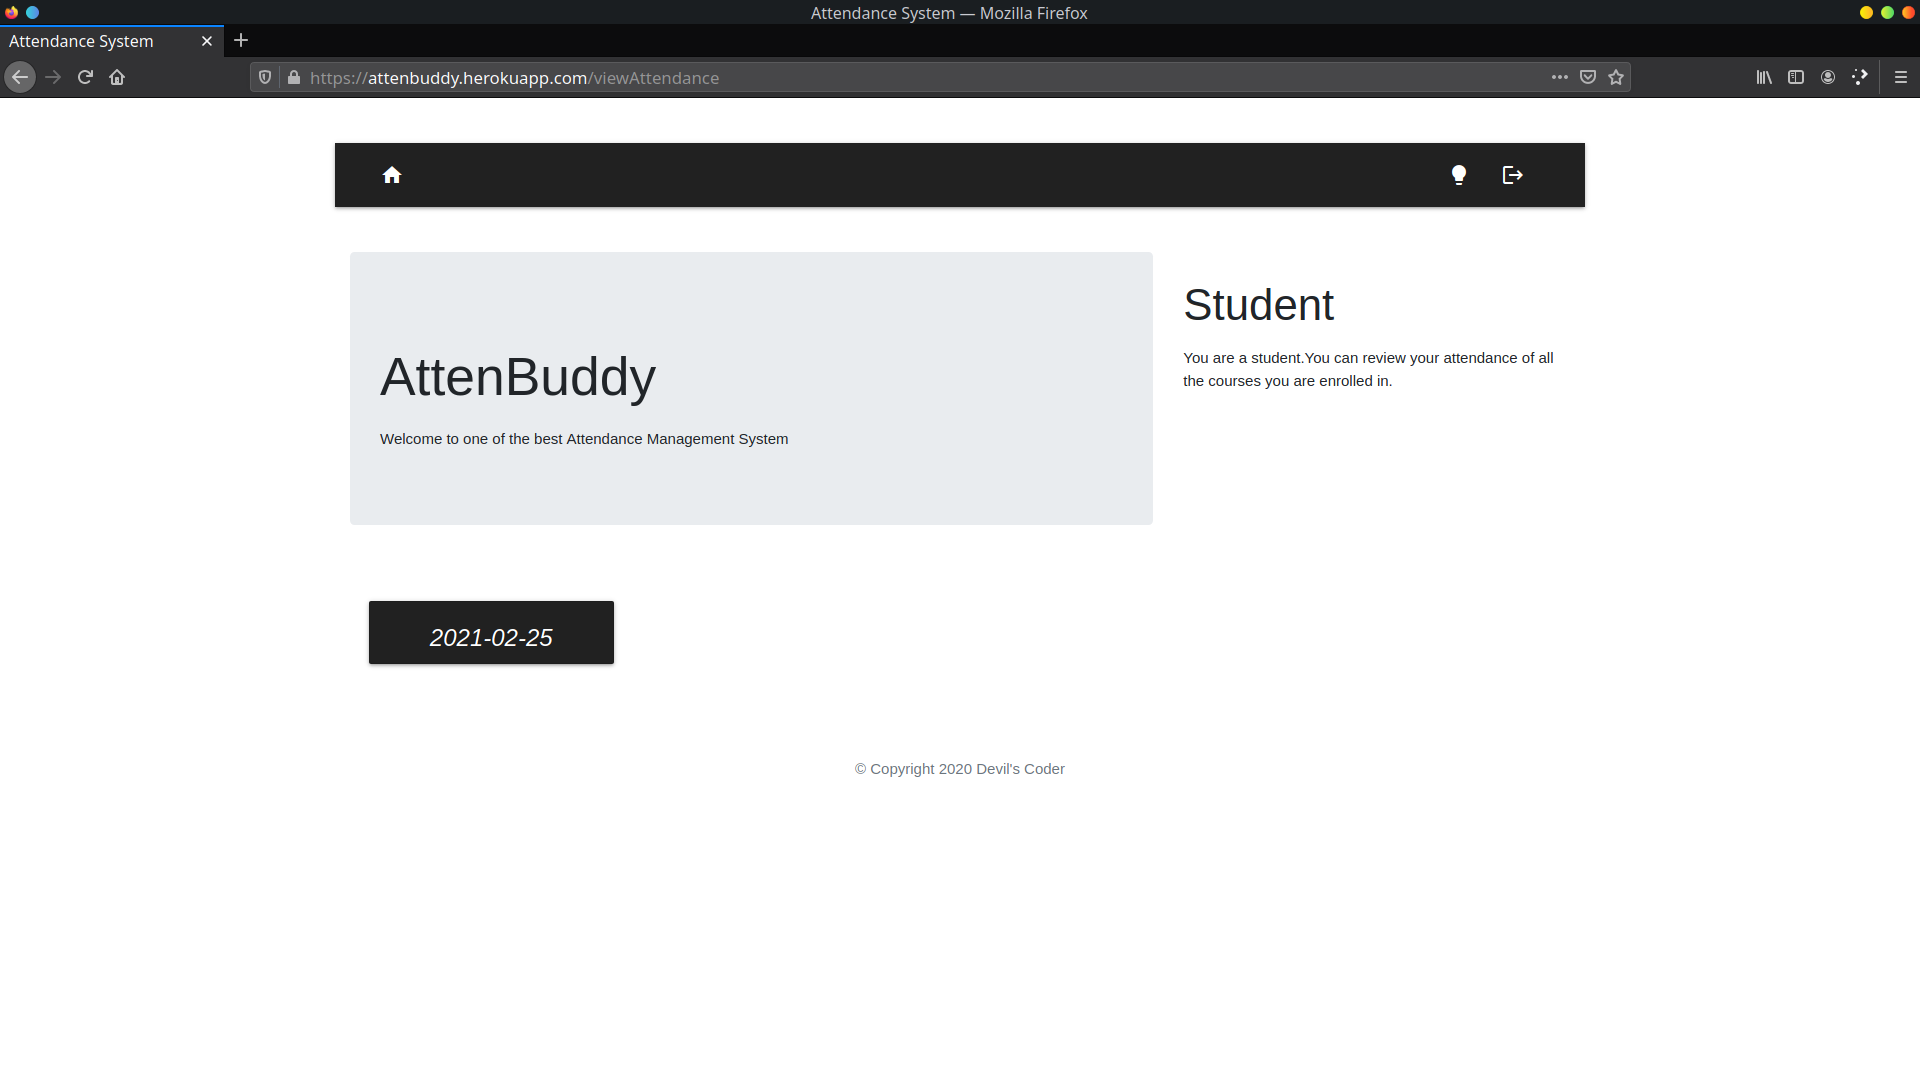 Attendance System — Mozilla Firefox
Attendance System
https://attenbuddy.herokuapp.com/viewAttendance
AttenBuddy
Welcome to one of the best Attendance Management System
Student
You are a student.You can review your attendance of all
the courses you are enrolled in.
2021-02-25
© Copyright 2020 Devil's Coder